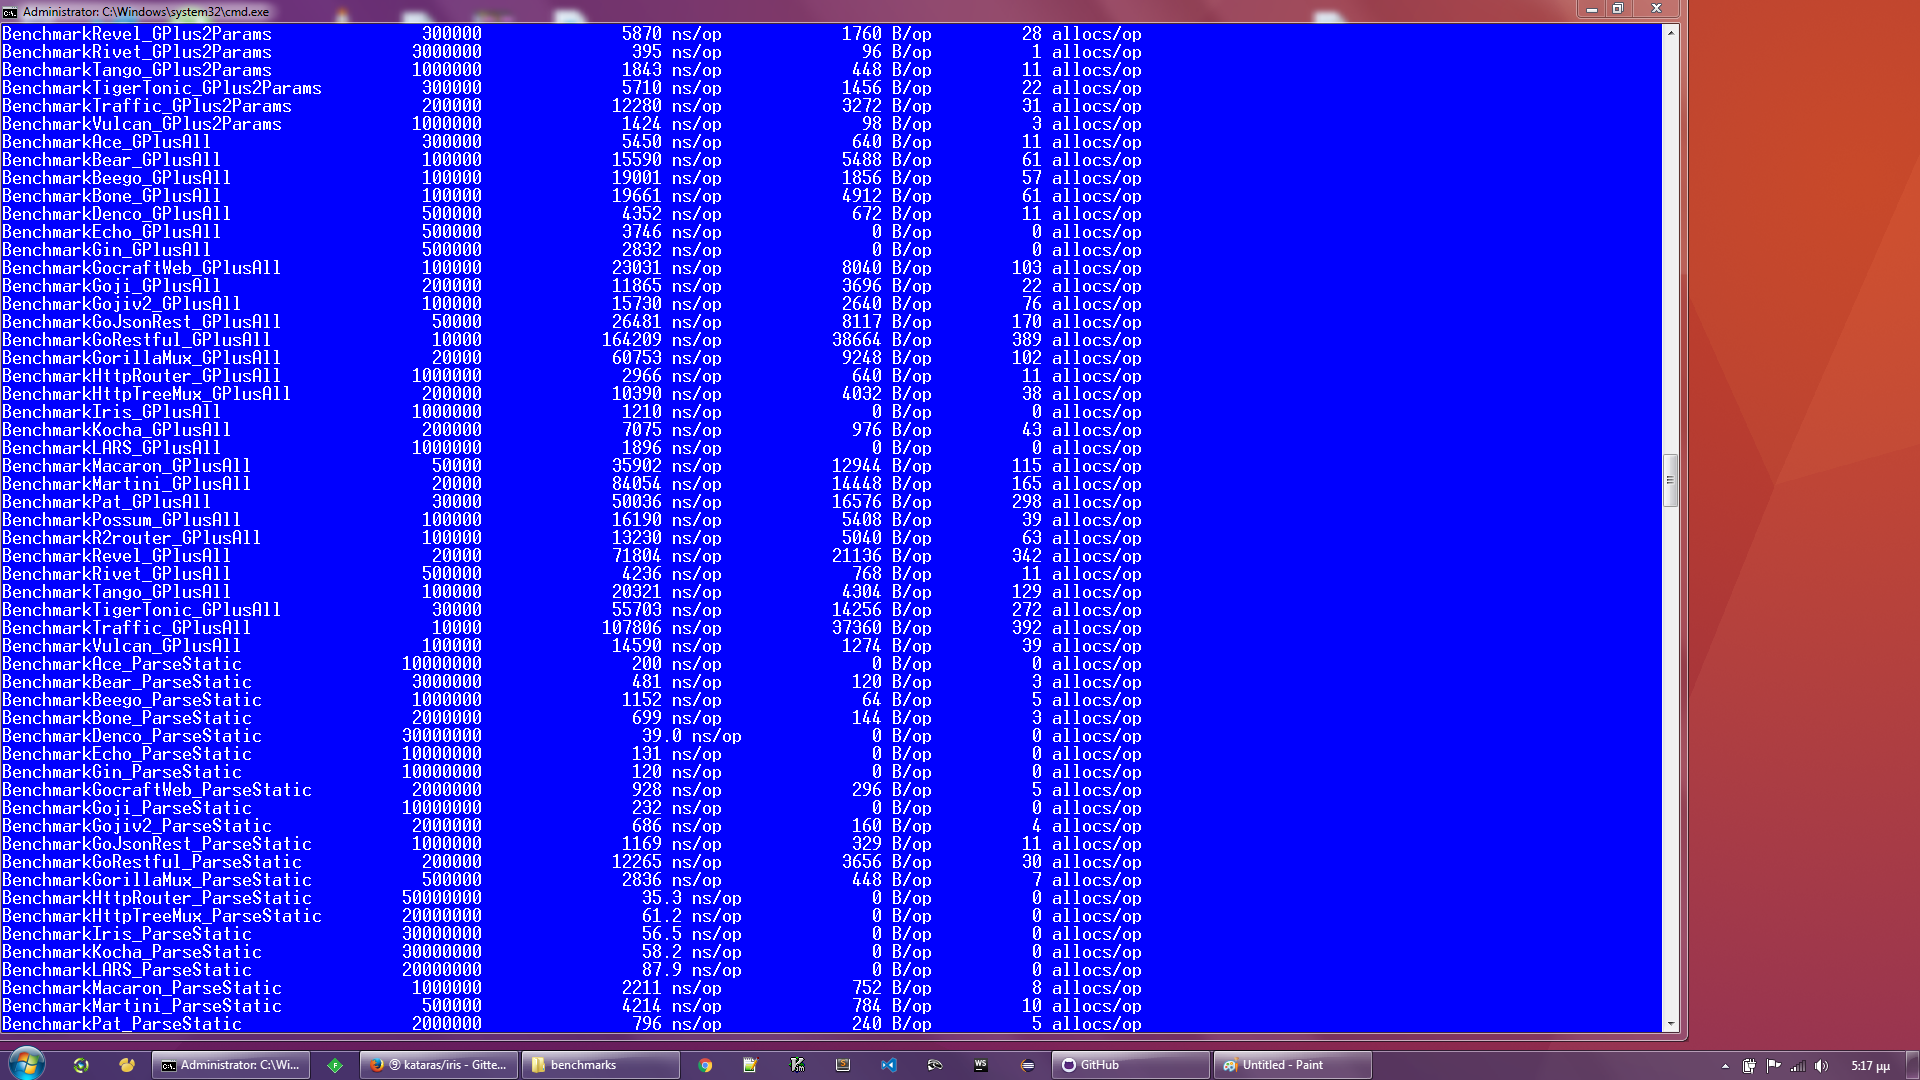 Administrator: C:\Windows\system32\cmd.exe
BenchmarkRevel_GPlus2Params 300000 5870 ns/op 1760 B/op 28 allocs/op
BenchmarkRivet_GPlus2Params 3000000 395 ns/op 96 B/op 1 allocs/op
BenchmarkTango_GPlus2Params 1000000 1843 ns/op 448 B/op 11 allocs/op
BenchmarkTigerTonic_GPlus2Params 300000 5710 ns/op 1456 B/op 22 allocs/op
BenchmarkTraffic_GPlus2Params 200000 12280 ns/op 3272 B/op 31 allocs/op
BenchmarkVulcan_GPlus2Params 1000000 1424 ns/op 98 B/op 3 allocs/op
BenchmarkAce_GPlusAll 300000 5450 ns/op 640 B/op 11 allocs/op
BenchmarkBear_GPlusAll 100000 15590 ns/op 5488 B/op 61 allocs/op
BenchmarkBeego_GPlusAll 100000 19001 ns/op 1856 B/op 57 allocs/op
BenchmarkBone_GPlusAll 100000 19661 ns/op 4912 B/op 61 allocs/op
BenchmarkDenco_GPlusAll 500000 4352 ns/op 672 B/op 11 allocs/op
BenchmarkEcho_GPlusAll 500000 3746 ns/op 0 B/op 0 allocs/op
BenchmarkGin_GPlusAll 500000 2832 ns/op 0 B/op 0 allocs/op
BenchmarkGocraftWeb_GPlusAll 100000 23031 ns/op 8040 B/op 103 allocs/op
BenchmarkGoji_GPlusAll 200000 11865 ns/op 3696 B/op 22 allocs/op
BenchmarkGojiv2_GPlusAll 100000 15730 ns/op 2640 B/op 76 allocs/op
BenchmarkGoJsonRest_GPlusAll 50000 26481 ns/op 8117 B/op 170 allocs/op
BenchmarkGoRestful_GPlusAll 10000 164209 ns/op 38664 B/op 389 allocs/op
BenchmarkGorillaMux_GPlusAll 20000 60753 ns/op 9248 B/op 102 allocs/op
BenchmarkHttpRouter_GPlusAll 1000000 2966 ns/op 640 B/op 11 allocs/op
BenchmarkHttpTreeMux_GPlusAll 200000 10390 ns/op 4032 B/op 38 allocs/op
BenchmarkIris_GPlusAll 1000000 1210 ns/op 0 B/op 0 allocs/op
BenchmarkKocha_GPlusAll 200000 7075 ns/op 976 B/op 43 allocs/op
BenchmarkLARS_GPlusAll 1000000 1896 ns/op 0 B/op 0 allocs/op
BenchmarkMacaron_GPlusAll 50000 35902 ns/op 12944 B/op 115 allocs/op
BenchmarkMartini_GPlusAll 20000 84054 ns/op 14448 B/op 165 allocs/op
BenchmarkPat_GPlusAll 30000 50036 ns/op 16576 B/op 298 allocs/op
BenchmarkPossum_GPlusAll 100000 16190 ns/op 5408 B/op 39 allocs/op
BenchmarkR2router_GPlusAll 100000 13230 ns/op 5040 B/op 63 allocs/op
BenchmarkRevel_GPlusAll 20000 71804 ns/op 21136 B/op 342 allocs/op
BenchmarkRivet_GPlusAll 500000 4236 ns/op 768 B/op 11 allocs/op
BenchmarkTango_GPlusAll 100000 20321 ns/op 4304 B/op 129 allocs/op
BenchmarkTigerTonic_GPlusAll 30000 55703 ns/op 14256 B/op 272 allocs/op
BenchmarkTraffic_GPlusAll 10000 107806 ns/op 37360 B/op 392 allocs/op
BenchmarkVulcan_GPlusAll 100000 14590 ns/op 1274 B/op 39 allocs/op
BenchmarkAce_ParseStatic 10000000 200 ns/op 0 B/op 0 allocs/op
BenchmarkBear_ParseStatic 3000000 481 ns/op 120 B/op 3 allocs/op
BenchmarkBeego_ParseStatic 1000000 1152 ns/op 64 B/op 5 allocs/op
BenchmarkBone_ParseStatic 2000000 699 ns/op 144 B/op 3 allocs/op
BenchmarkDenco_ParseStatic 30000000 39.0 ns/op 0 B/op 0 allocs/op
BenchmarkEcho_ParseStatic 10000000 131 ns/op 0 B/op 0 allocs/op
BenchmarkGin_ParseStatic 10000000 120 ns/op 0 B/op 0 allocs/op
BenchmarkGocraftWeb_ParseStatic 2000000 928 ns/op 296 B/op 5 allocs/op
BenchmarkGoji_ParseStatic 10000000 232 ns/op 0 B/op 0 allocs/op
BenchmarkGojiv2_ParseStatic 2000000 686 ns/op 160 B/op 4 allocs/op
BenchmarkGoJsonRest_ParseStatic 1000000 1169 ns/op 329 B/op 11 allocs/op
BenchmarkGoRestful_ParseStatic 200000 12265 ns/op 3656 B/op 30 allocs/op
BenchmarkGorillaMux_ParseStatic 500000 2836 ns/op 448 B/op 7 allocs/op
BenchmarkHttpRouter_ParseStatic 50000000 35.3 ns/op 0 B/op 0 allocs/op
BenchmarkHttpTreeMux_ParseStatic 20000000 61.2 ns/op 0 B/op 0 allocs/op
BenchmarkIris_ParseStatic 30000000 56.5 ns/op 0 B/op 0 allocs/op
BenchmarkKocha_ParseStatic 30000000 58.2 ns/op 0 B/op 0 allocs/op
BenchmarkLARS_ParseStatic 20000000 87.9 ns/op 0 B/op 0 allocs/op
BenchmarkMacaron_ParseStatic 1000000 2211 ns/op 752 B/op 8 allocs/op
BenchmarkMartini_ParseStatic 500000 4214 ns/op 784 B/op 10 allocs/op
BenchmarkPat_ParseStatic 2000000 796 ns/op 240 B/op 5 allocs/op
Administrator: C:\Wi... ⑨ kataras/iris - Gitte... benchmarks WS GitHub Untitled - Paint 5:17 μμ